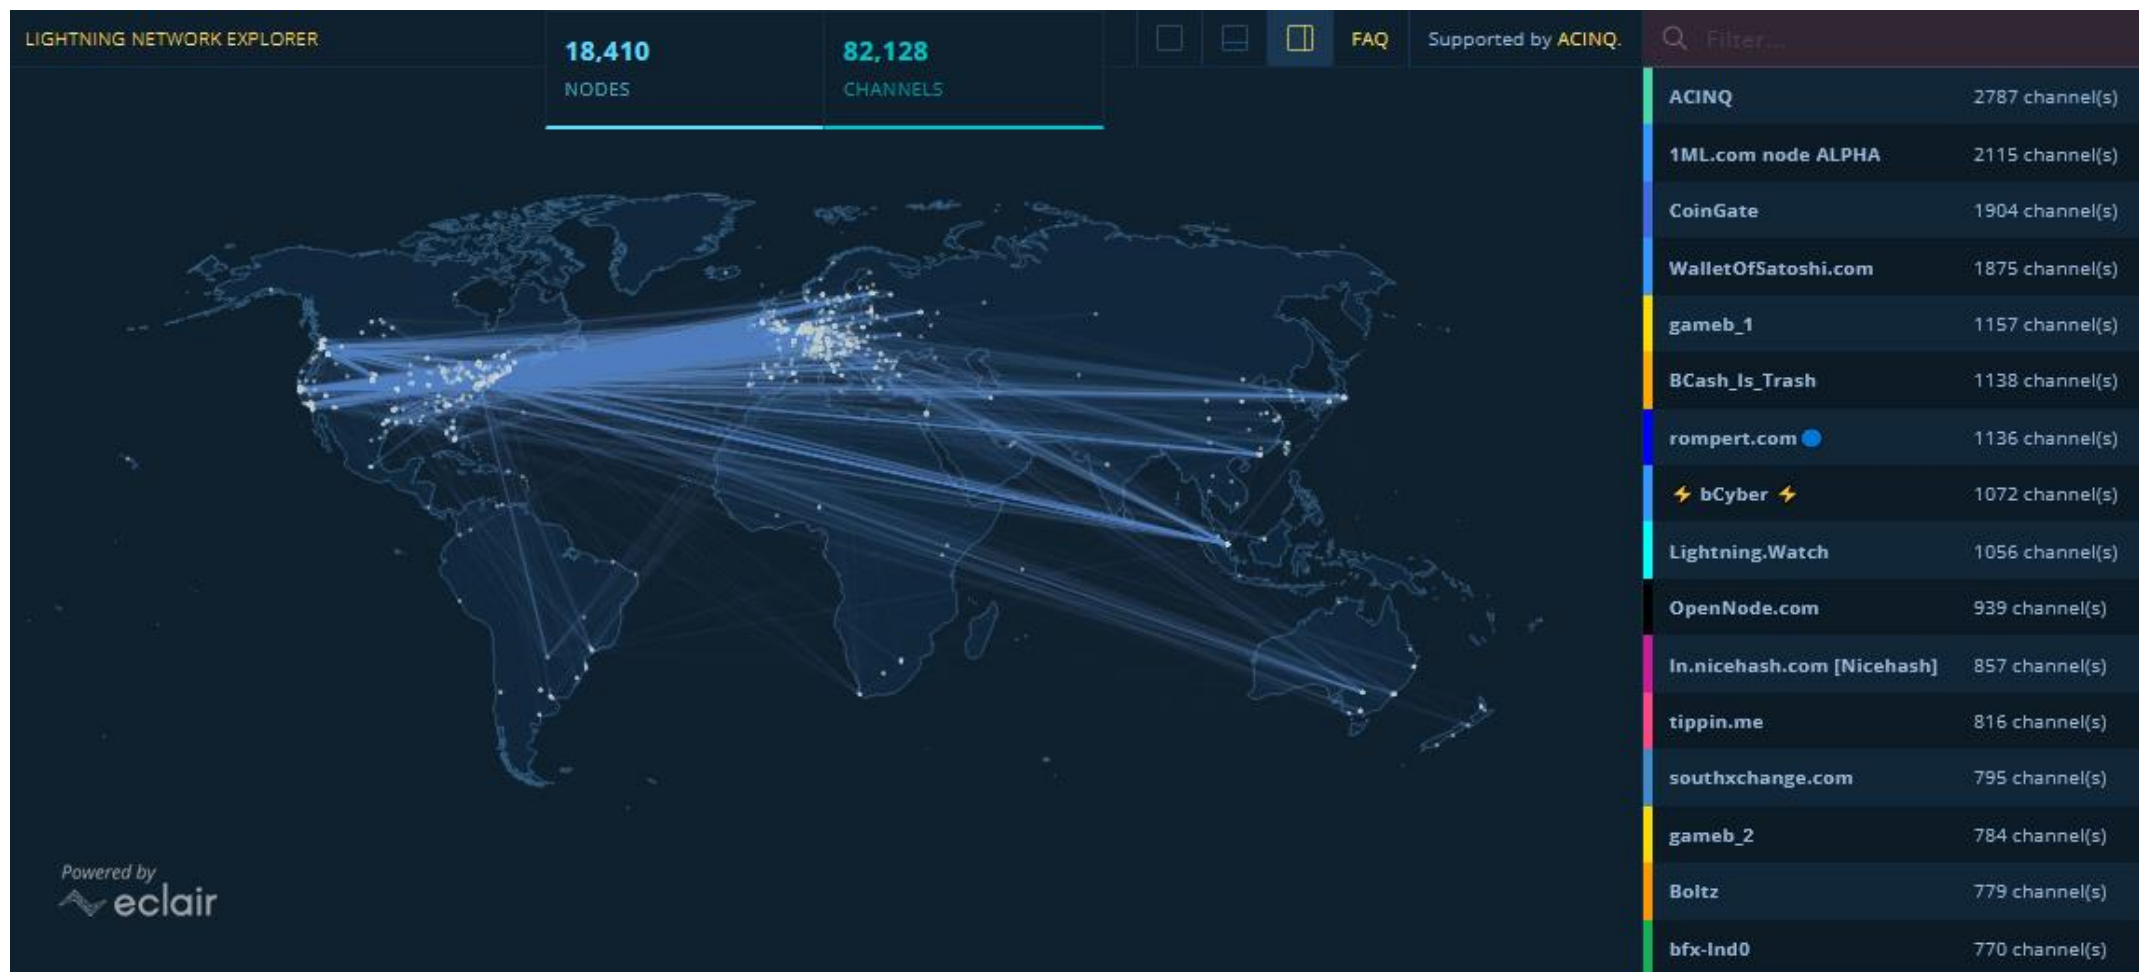 LIGHTNING NETWORK EXPLORER
18,410
NODES
82,128
CHANNELS
FAQ
Supported by ACINQ.
Filter...
ACINQ 2787 channel(s)
1ML.com node ALPHA 2115 channel(s)
CoinGate 1904 channel(s)
WalletOfSatoshi.com 1875 channel(s)
gameb_1 1157 channel(s)
BCash_Is_Trash 1138 channel(s)
rompert.com🔵 1136 channel(s)
⚡ bCyber ⚡ 1072 channel(s)
Lightning.Watch 1056 channel(s)
OpenNode.com 939 channel(s)
ln.nicehash.com [Nicehash] 857 channel(s)
tippin.me 816 channel(s)
southxchange.com 795 channel(s)
gameb_2 784 channel(s)
Boltz 779 channel(s)
bfx-lnd0 770 channel(s)
Powered by
eclair